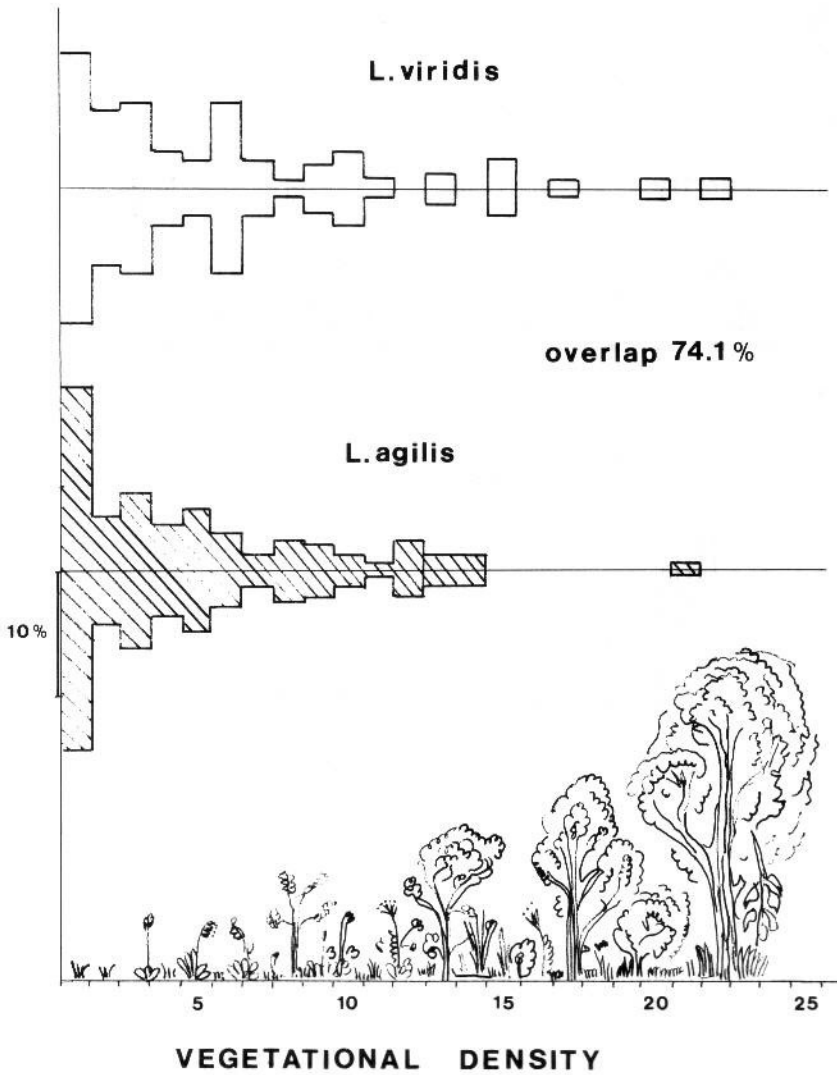 L.viridis
overlap 74.1%
L.agilis
10%
5 10 15 20 25
VEGETATIONAL DENSITY